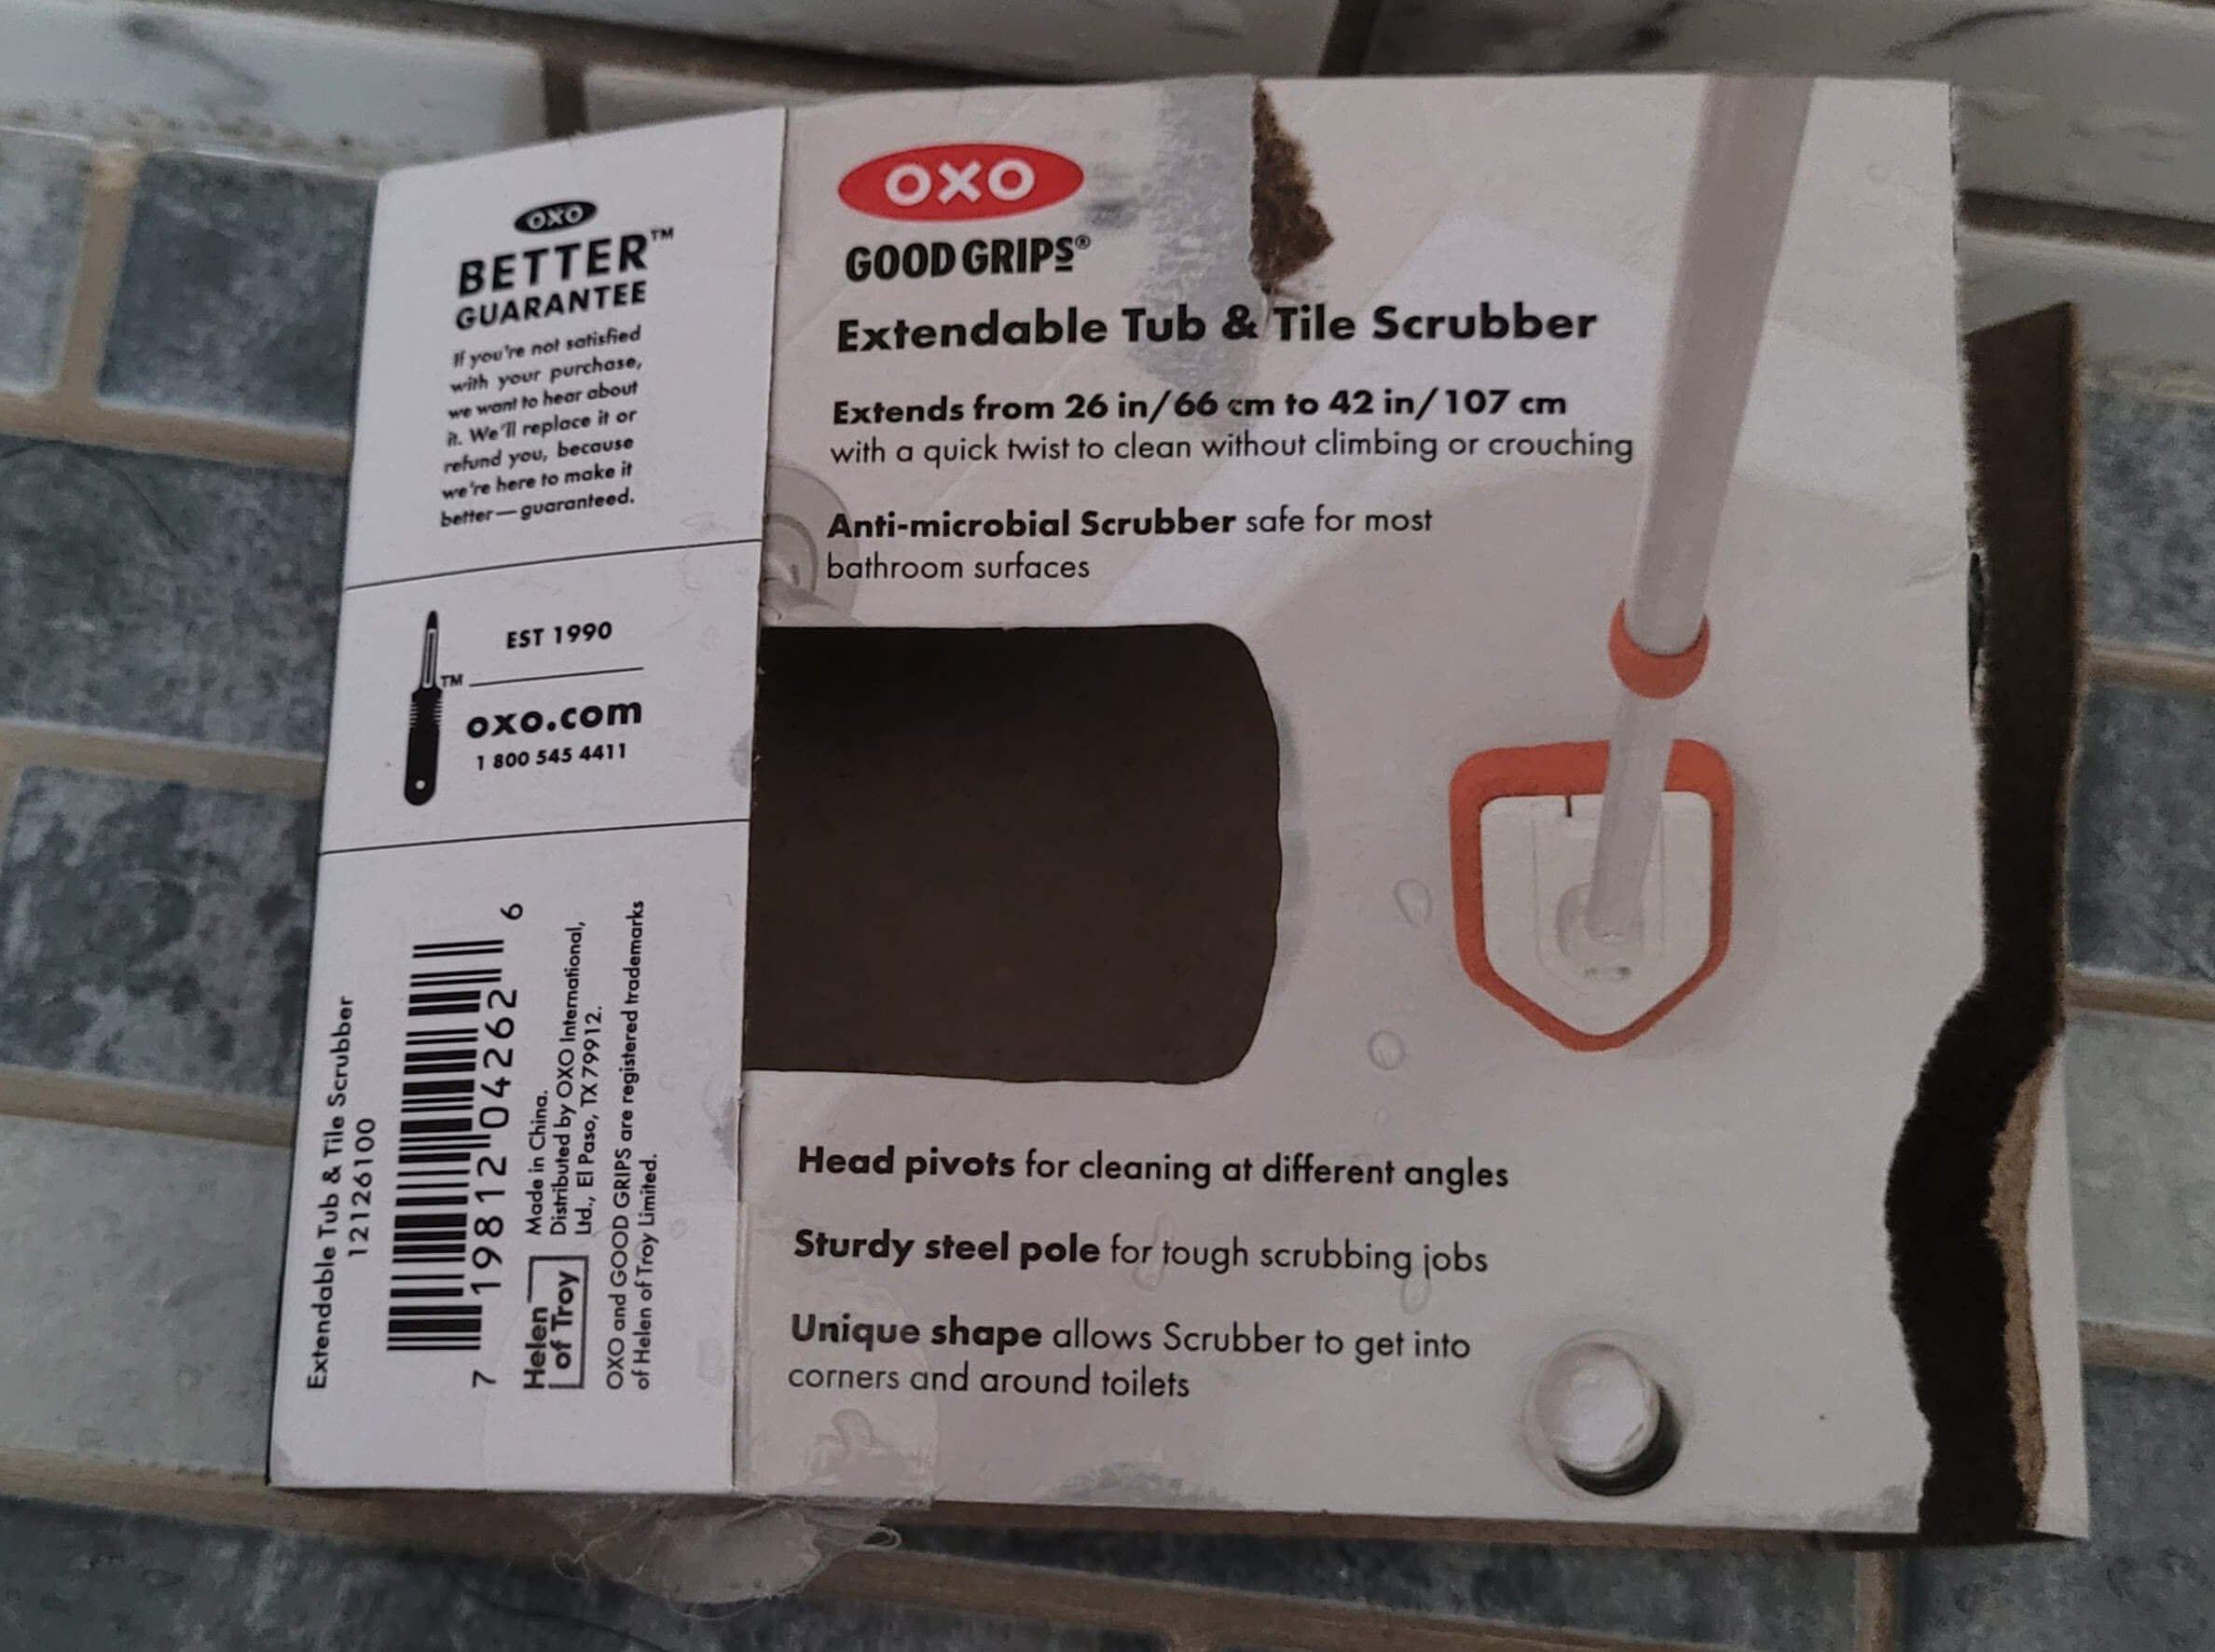 OXO
BETTER™
GUARANTEE
If you're not satisfied
with your purchase,
we want to hear about
it. We'll replace it or
refund you, because
we're here to make it
better—guaranteed.
EST 1990
TM
oxo.com
1 800 545 4411
Extendable Tub & Tile Scrubber
12126100
7 19812 04262 6
Helen
of Troy
Made in China.
Distributed by OXO International,
Ltd., El Paso, TX 79912.
OXO and GOOD GRIPS are registered trademarks
of Helen of Troy Limited.
OXO
GOOD GRIPS®
Extendable Tub & Tile Scrubber
Extends from 26 in/66 cm to 42 in/107 cm
with a quick twist to clean without climbing or crouching
Anti-microbial Scrubber safe for most
bathroom surfaces
Head pivots for cleaning at different angles
Sturdy steel pole for tough scrubbing jobs
Unique shape allows Scrubber to get into
corners and around toilets